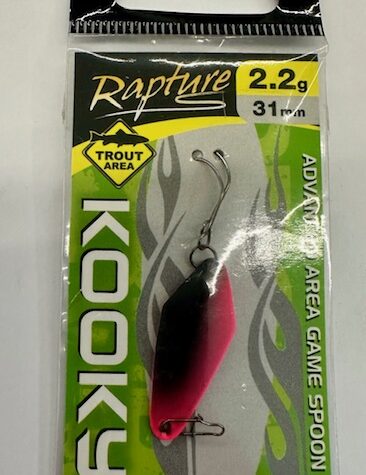 Rapture
2.2g
31mm
TROUT
AREA
KOOKY
ADVANCED AREA GAME SPOON